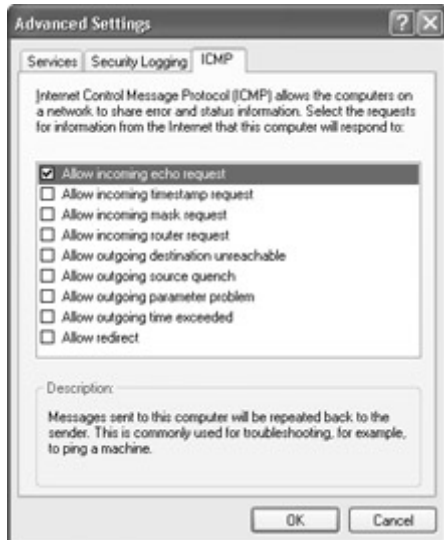 Advanced Settings
Services Security Logging ICMP
Internet Control Message Protocol (ICMP) allows the computers on
a network to share error and status information. Select the requests
for information from the Internet that this computer will respond to:
Allow incoming echo request
Allow incoming timestamp request
Allow incoming mask request
Allow incoming router request
Allow outgoing destination unreachable
Allow outgoing source quench
Allow outgoing parameter problem
Allow outgoing time exceeded
Allow redirect
Description:
Messages sent to this computer will be repeated back to the
sender. This is commonly used for troubleshooting, for example,
to ping a machine.
OK Cancel